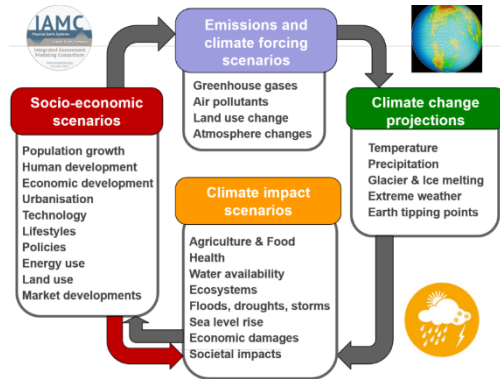 IAMC
Integrated Assessment
Modeling Consortium
Emissions and
climate forcing
scenarios
Greenhouse gases
Air pollutants
Land use change
Atmosphere changes
Socio-economic
scenarios
Population growth
Human development
Economic development
Urbanisation
Technology
Lifestyles
Policies
Energy use
Land use
Market developments
Climate change
projections
Temperature
Precipitation
Glacier & Ice melting
Extreme weather
Earth tipping points
Climate impact
scenarios
Agriculture & Food
Health
Water availability
Ecosystems
Floods, droughts, storms
Sea level rise
Economic damages
Societal impacts